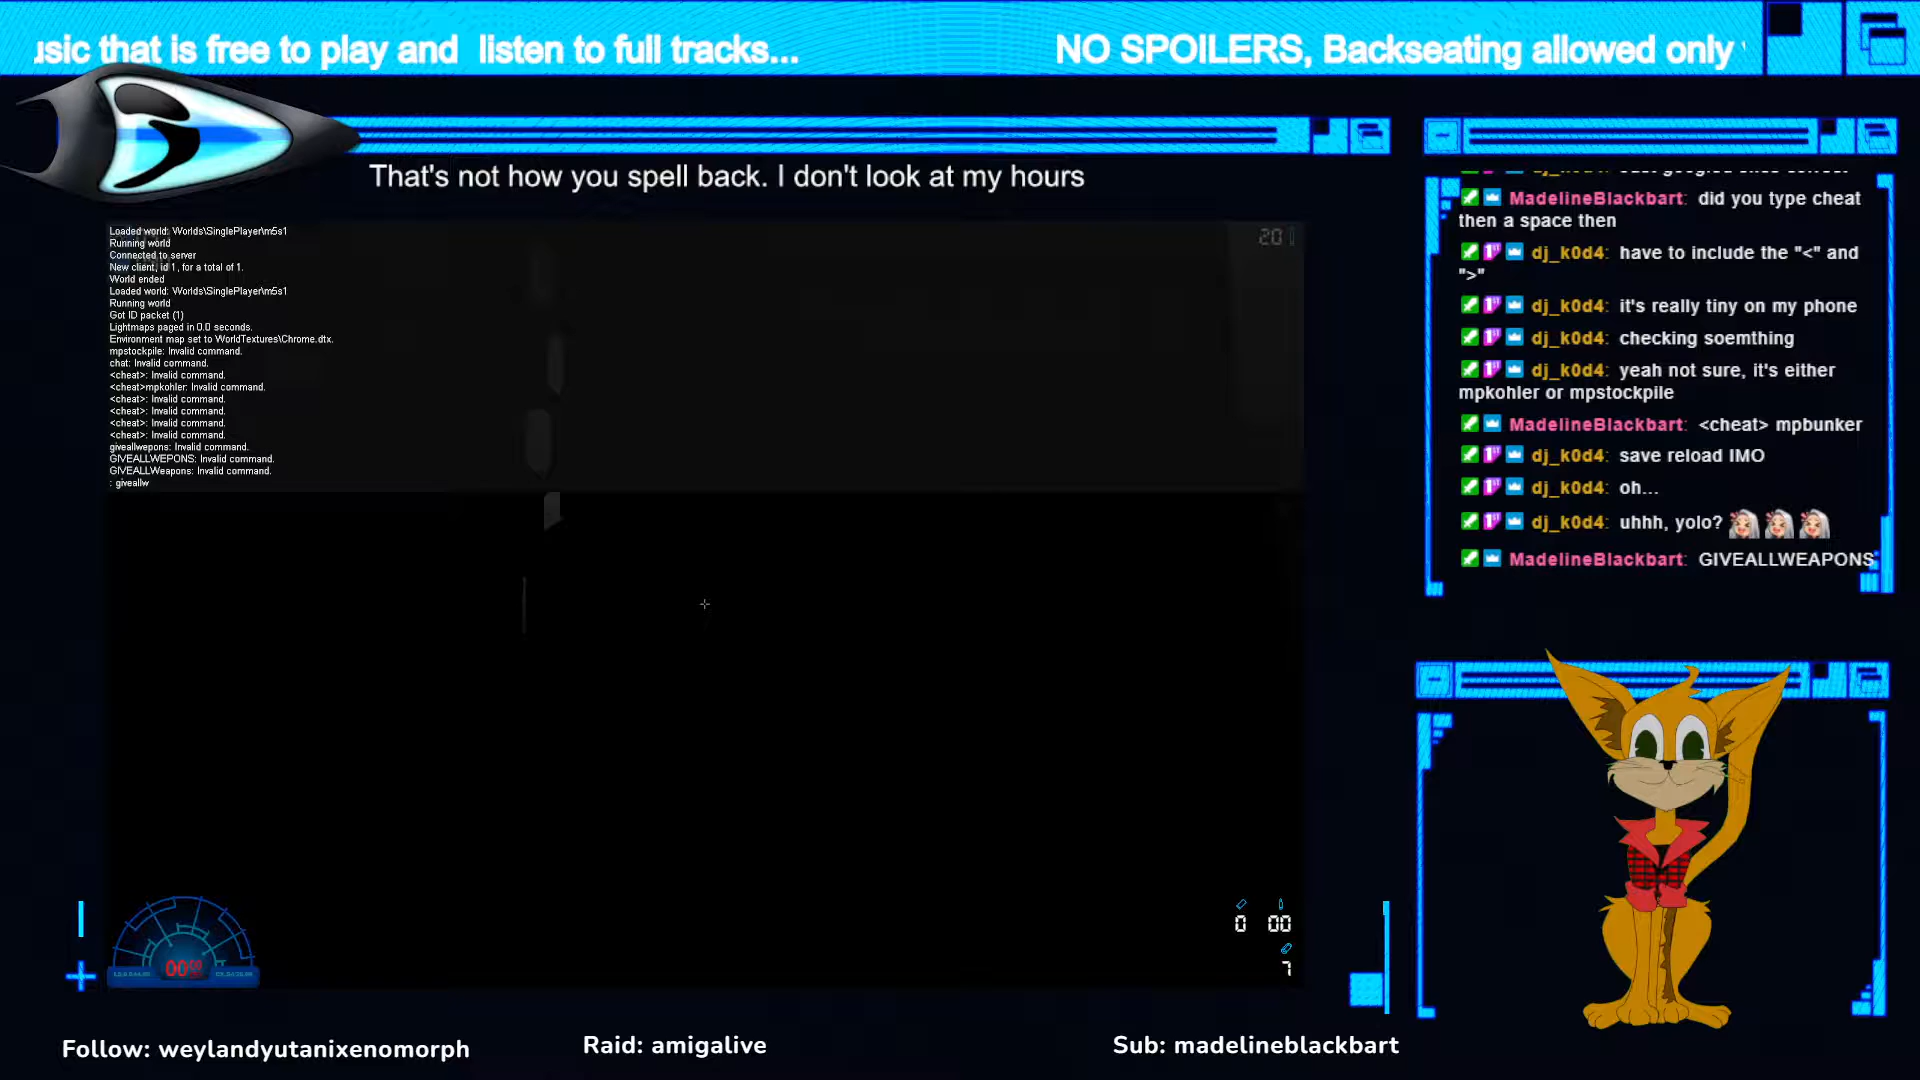 usic that is free to play and  listen to full tracks...
NO SPOILERS, Backseating allowed only
That's not how you spell back. I don't look at my hours
Loaded world: Worlds\SinglePlayer\m5s1
Running world
Connected to server
New client, id 1, for a total of 1.
World ended
Loaded world: Worlds\SinglePlayer\m5s1
Running world
Got ID packet (1)
Lightmaps paged in 0.0 seconds.
Environment map set to WorldTextures\Chrome.dtx.
mpstockpile: Invalid command.
chat: Invalid command.
<cheat>: Invalid command.
<cheat>mpkohler: Invalid command.
<cheat>: Invalid command.
<cheat>: Invalid command.
<cheat>: Invalid command.
<cheat>: Invalid command.
giveallwepons: Invalid command.
GIVEALLWEPONS: Invalid command.
GIVEALLWeapons: Invalid command.
: giveallw
20
MadelineBlackbart: did you type cheat
then a space then
dj_k0d4: have to include the "<" and
">"
dj_k0d4: it's really tiny on my phone
dj_k0d4: checking soemthing
dj_k0d4: yeah not sure, it's either
mpkohler or mpstockpile
MadelineBlackbart: <cheat> mpbunker
dj_k0d4: save reload IMO
dj_k0d4: oh...
dj_k0d4: uhhh, yolo?
MadelineBlackbart: GIVEALLWEAPONS
0 00
7
00:00
Follow: weylandyutanixenomorph
Raid: amigalive
Sub: madelineblackbart